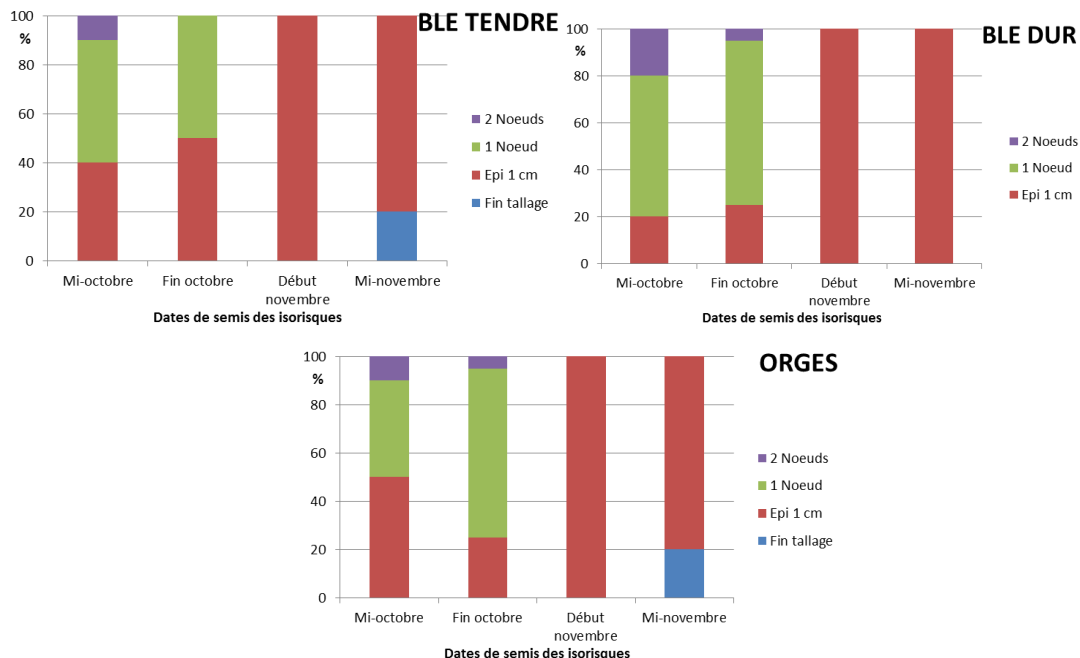 BLE TENDRE
100
%
80
60
40
20
0
Mi-octobre
Fin octobre
Début
novembre
Mi-novembre
Dates de semis des isorisques
2 Noeuds
1 Noeud
Epi 1 cm
Fin tallage
BLE DUR
100
%
80
60
40
20
0
Mi-octobre
Fin octobre
Début
novembre
Mi-novembre
Dates de semis des isorisques
2 Noeuds
1 Noeud
Epi 1 cm
ORGES
100
%
80
60
40
20
0
Mi-octobre
Fin octobre
Début
novembre
Mi-novembre
Dates de semis des isorisques
2 Noeuds
1 Noeud
Epi 1 cm
Fin tallage